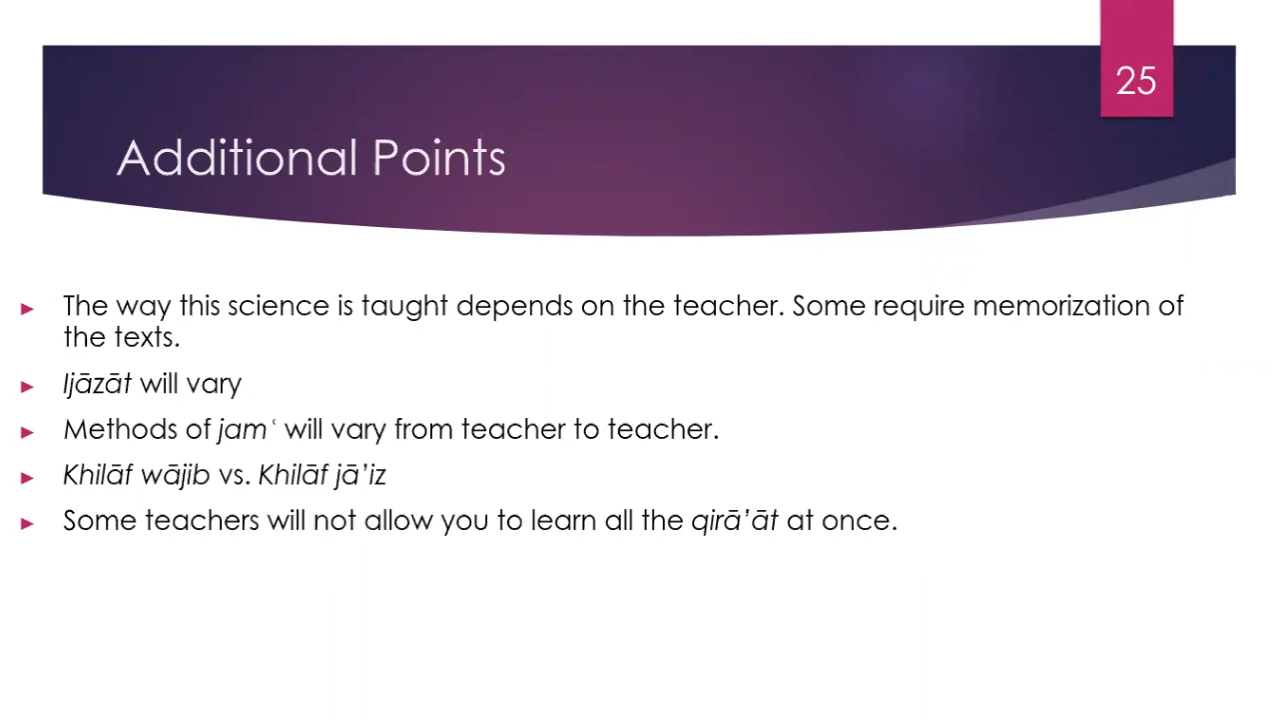 25
Additional Points
The way this science is taught depends on the teacher. Some require memorization of
the texts.
Ijāzāt will vary
Methods of jamʿ will vary from teacher to teacher.
Khilāf wājib vs. Khilāf jā’iz
Some teachers will not allow you to learn all the qirā’āt at once.